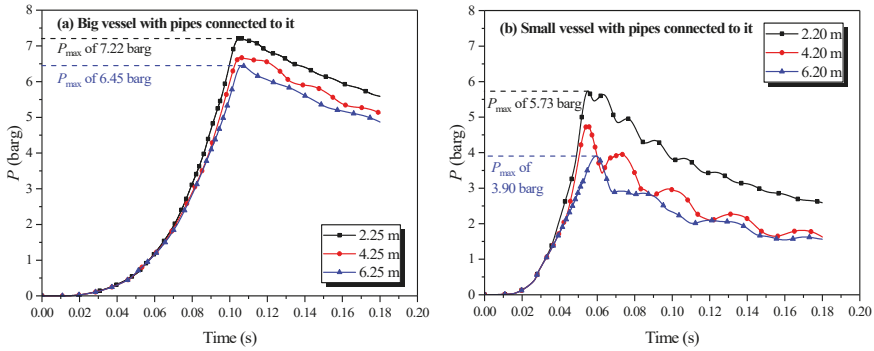 (a) Big vessel with pipes connected to it
P_max of 7.22 barg
P_max of 6.45 barg
2.25 m
4.25 m
6.25 m
P (barg)
8
7
6
5
4
3
2
1
0
0.00 0.02 0.04 0.06 0.08 0.10 0.12 0.14 0.16 0.18 0.20
Time (s)
(b) Small vessel with pipes connected to it
2.20 m
4.20 m
6.20 m
P_max of 5.73 barg
P_max of
3.90 barg
P (barg)
8
7
6
5
4
3
2
1
0
0.00 0.02 0.04 0.06 0.08 0.10 0.12 0.14 0.16 0.18 0.20
Time (s)